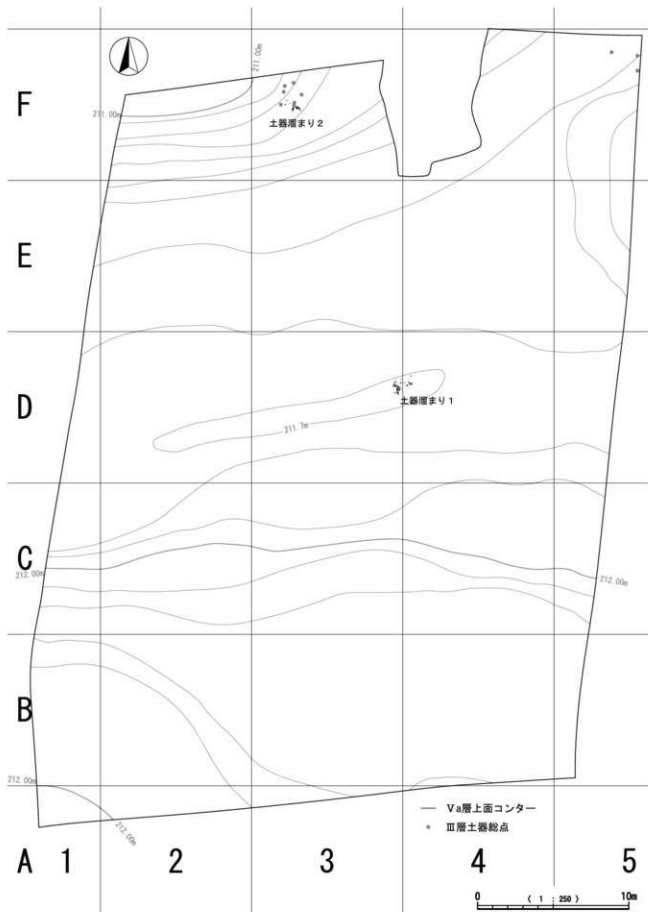 211.00m
F
211.00m
土器溜まり2
E
D
土器溜まり1
211.7m
C
212.00m
212.00m
B
212.00m
212.00m
Ⅴa層上面コンター
Ⅲ層土器総点
A 1 2 3 4 5
0 ( 1 : 250 ) 10m